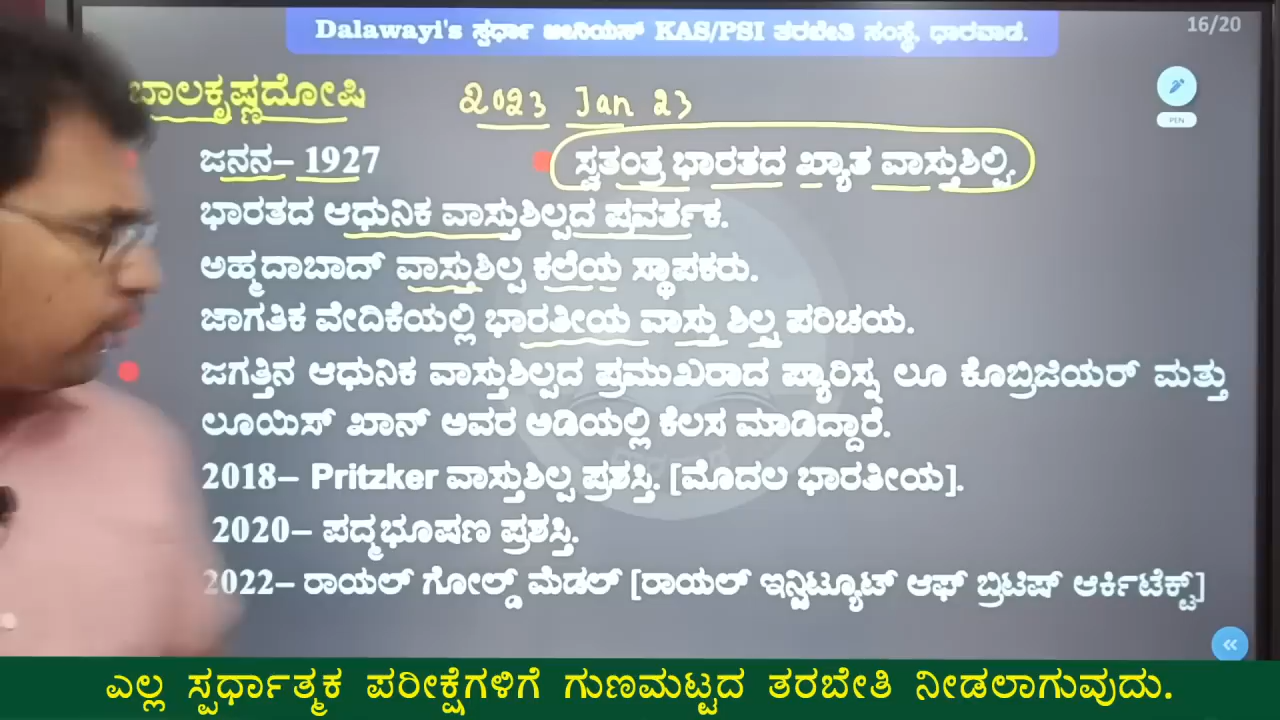 Dalawayi's ಸ್ಪರ್ಧಾ ಜೀನಿಯಸ್ KAS/PSI ತರಬೇತಿ ಸಂಸ್ಥೆ, ಧಾರವಾಡ.
16/20
ಬಾಲಕೃಷ್ಣದೋಷಿ 2023 Jan 23
PEN
ಜನನ– 1927 ಸ್ವತಂತ್ರ ಭಾರತದ ಖ್ಯಾತ ವಾಸ್ತುಶಿಲ್ಪಿ
ಭಾರತದ ಆಧುನಿಕ ವಾಸ್ತುಶಿಲ್ಪದ ಪ್ರವರ್ತಕ.
ಅಹ್ಮದಾಬಾದ್ ವಾಸ್ತುಶಿಲ್ಪ ಕಲೆಯ ಸ್ಥಾಪಕರು.
ಜಾಗತಿಕ ವೇದಿಕೆಯಲ್ಲಿ ಭಾರತೀಯ ವಾಸ್ತು ಶಿಲ್ಪ ಪರಿಚಯ.
ಜಗತ್ತಿನ ಆಧುನಿಕ ವಾಸ್ತುಶಿಲ್ಪದ ಪ್ರಮುಖರಾದ ಪ್ಯಾರಿಸ್ನ ಲೂ ಕೊಬ್ರಿಜಿಯರ್ ಮತ್ತು
ಲೂಯಿಸ್ ಖಾನ್ ಅವರ ಅಡಿಯಲ್ಲಿ ಕೆಲಸ ಮಾಡಿದ್ದಾರೆ.
2018– Pritzker ವಾಸ್ತುಶಿಲ್ಪ ಪ್ರಶಸ್ತಿ. [ಮೊದಲ ಭಾರತೀಯ].
2020– ಪದ್ಮಭೂಷಣ ಪ್ರಶಸ್ತಿ.
2022– ರಾಯಲ್ ಗೋಲ್ಡ್ ಮೆಡಲ್ [ರಾಯಲ್ ಇನ್ಸಿಟ್ಯೂಟ್ ಆಫ್ ಬ್ರಿಟಿಷ್ ಆರ್ಕಿಟೆಕ್ಟ್]
ಎಲ್ಲ ಸ್ಪರ್ಧಾತ್ಮಕ ಪರೀಕ್ಷೆಗಳಿಗೆ ಗುಣಮಟ್ಟದ ತರಬೇತಿ ನೀಡಲಾಗುವುದು.